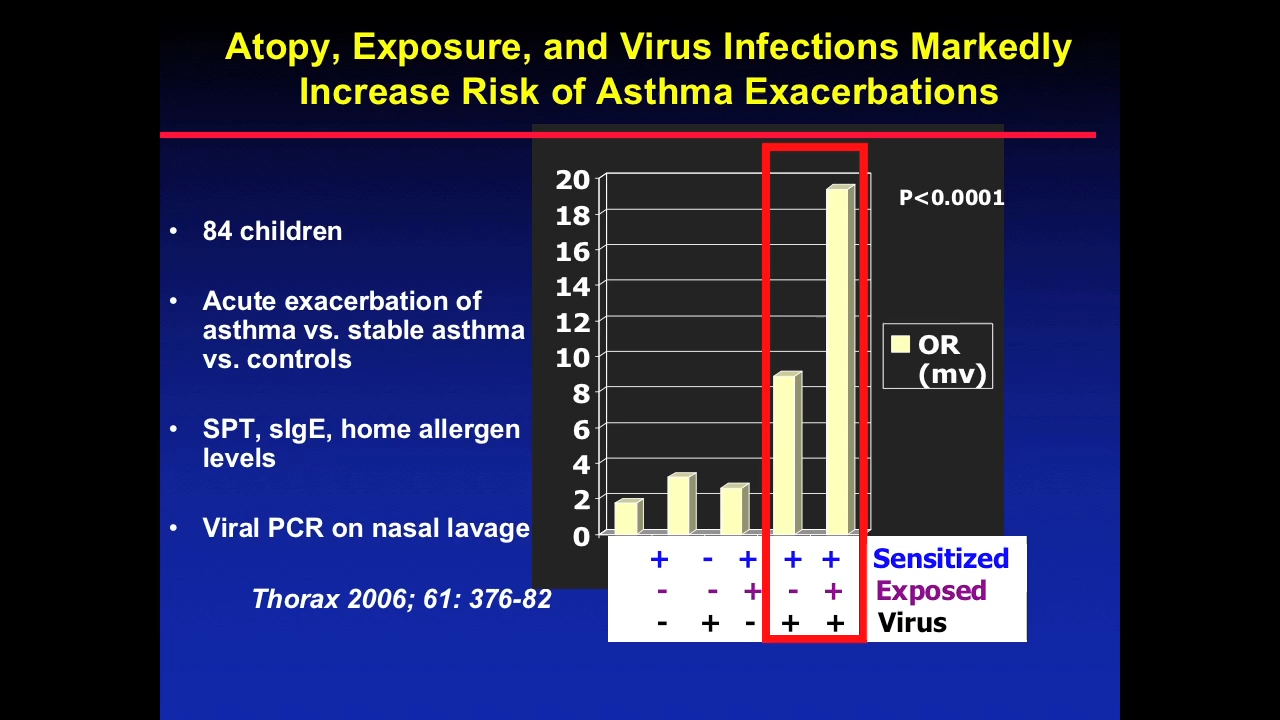 Atopy, Exposure, and Virus Infections Markedly
Increase Risk of Asthma Exacerbations
• 84 children
• Acute exacerbation of
asthma vs. stable asthma
vs. controls
• SPT, sIgE, home allergen
levels
• Viral PCR on nasal lavage
Thorax 2006; 61: 376-82
20
18
16
14
12
10
8
6
4
2
0
P<0.0001
OR
(mv)
+ - + + + Sensitized
- - + - + Exposed
- + - + + Virus